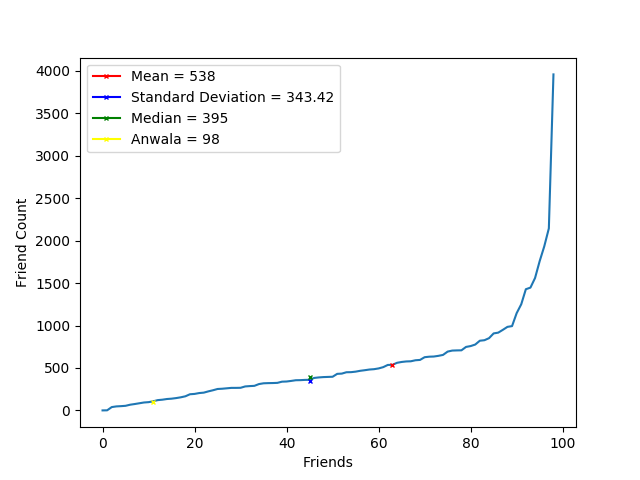 4000
3500
3000
2500
2000
1500
1000
500
0
Friend Count
Mean = 538
Standard Deviation = 343.42
Median = 395
Anwala = 98
0 20 40 60 80 100
Friends